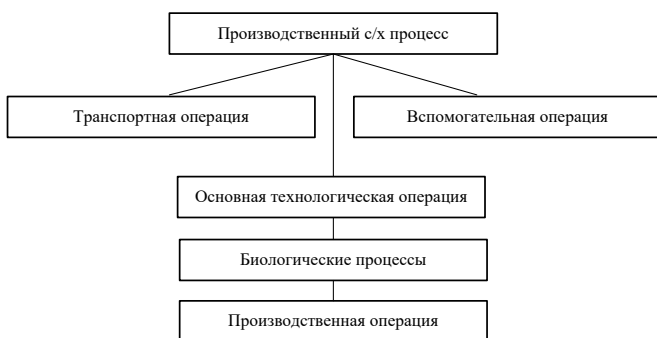 Производственный с/х процесс
Транспортная операция
Вспомогательная операция
Основная технологическая операция
Биологические процессы
Производственная операция